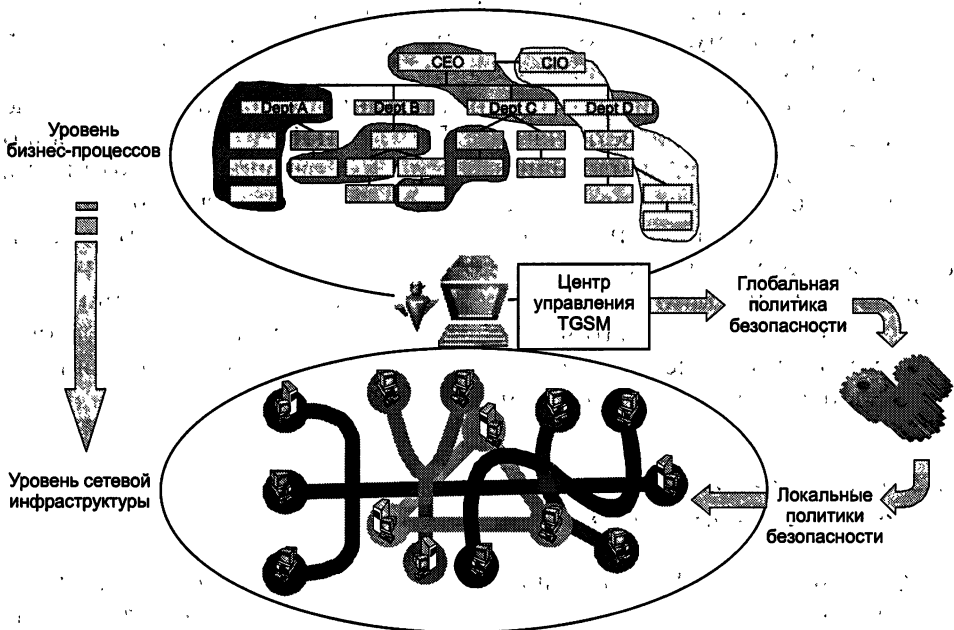 CEO
CIO
Dept A
Dept B
Dept C
Dept D
Уровень
бизнес-процессов
Центр
управления
TGSM
Глобальная
политика
безопасности
Уровень сетевой
инфраструктуры
Локальные
политики
безопасности